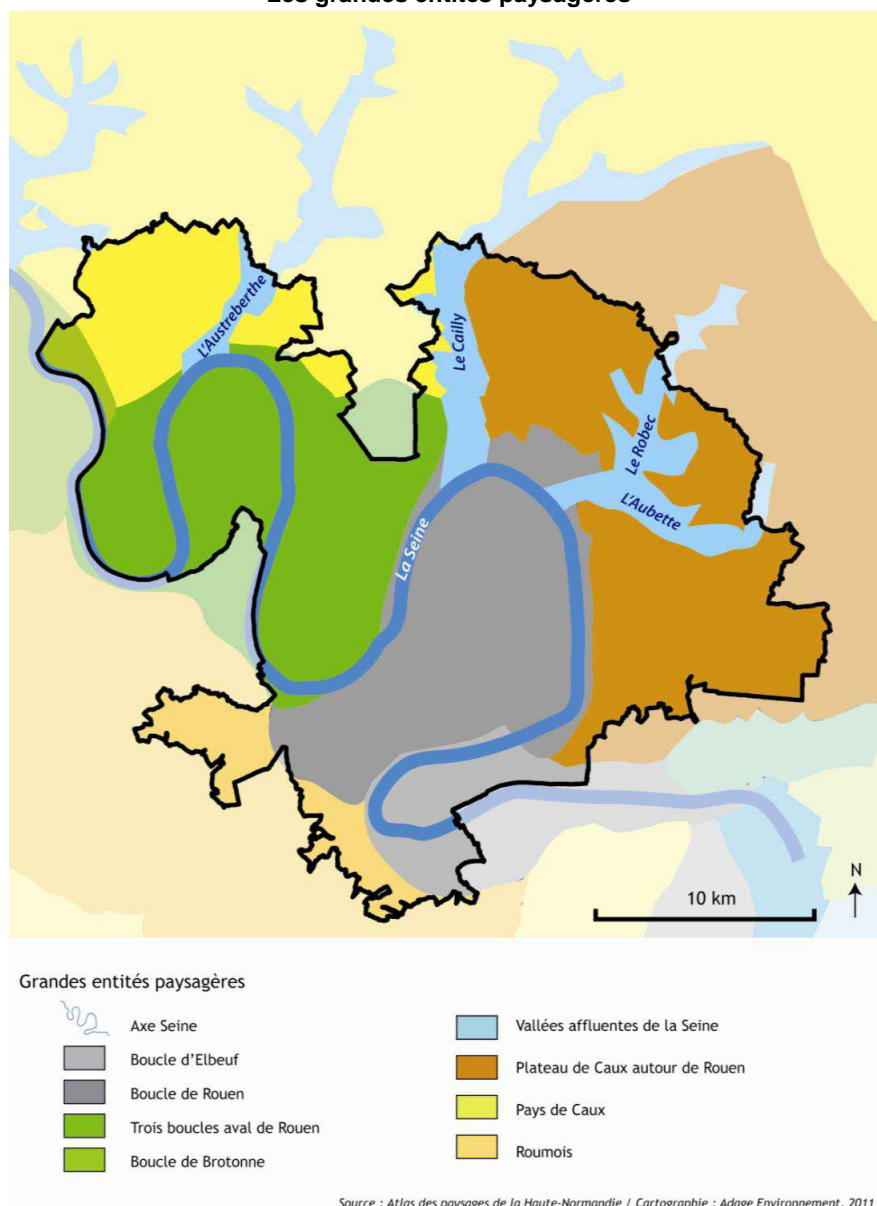 Les grandes entités paysagères
L'Austreberthe
Le Cailly
Le Robec
L'Aubette
La Seine
N
10 km
Grandes entités paysagères
Axe Seine
Boucle d'Elbeuf
Boucle de Rouen
Trois boucles aval de Rouen
Boucle de Brotonne
Vallées affluentes de la Seine
Plateau de Caux autour de Rouen
Pays de Caux
Roumois
Source : Atlas des paysages de la Haute-Normandie / Cartographie : Adage Environnement, 2011